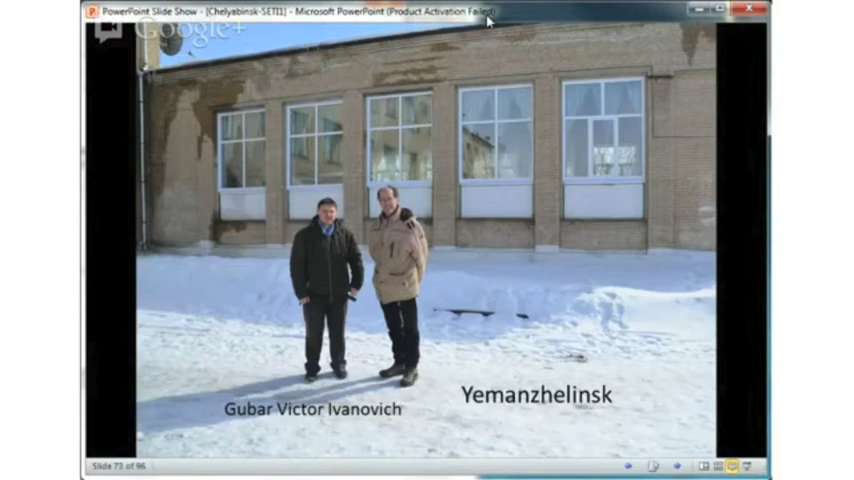 PowerPoint Slide Show - [Chelyabinsk-SETI1] - Microsoft PowerPoint (Product Activation Failed)
Google+
Gubar Victor Ivanovich
Yemanzhelinsk
Slide 73 of 96